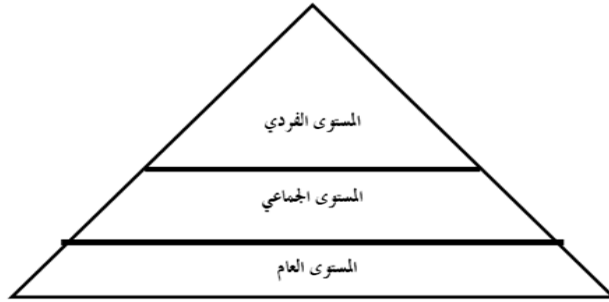 المستوى الفردي
المستوى الجماعي
المستوى العام